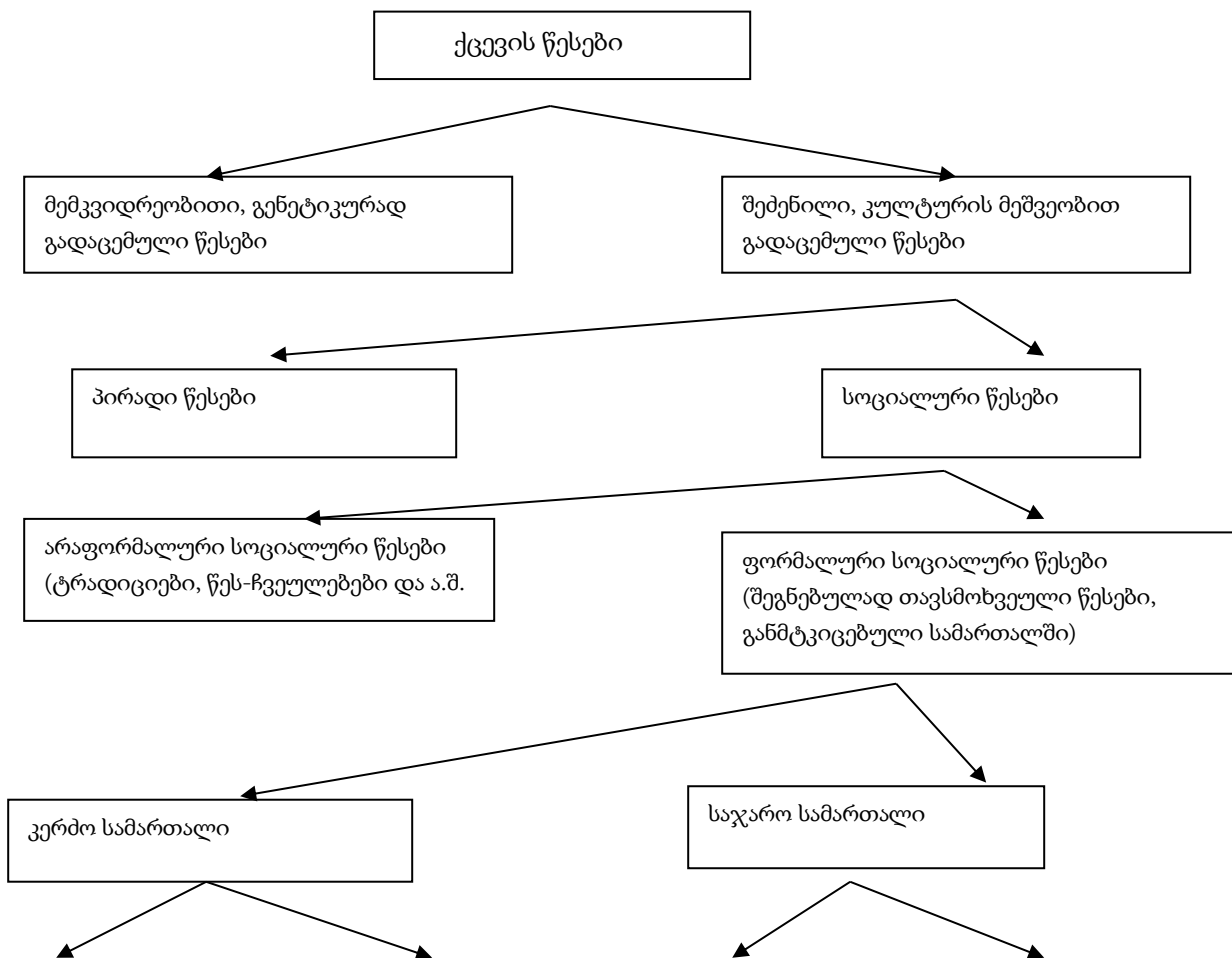 ქცევის წესები
მემკვიდრეობითი, გენეტიკურად
გადაცემული წესები
შეძენილი, კულტურის მეშვეობით
გადაცემული წესები
პირადი წესები
სოციალური წესები
არაფორმალური სოციალური წესები
(ტრადიციები, წეს-ჩვეულებები და ა.შ.
ფორმალური სოციალური წესები
(შეგნებულად თავსმოხვეული წესები,
განმტკიცებული სამართალში)
კერძო სამართალი
საჯარო სამართალი